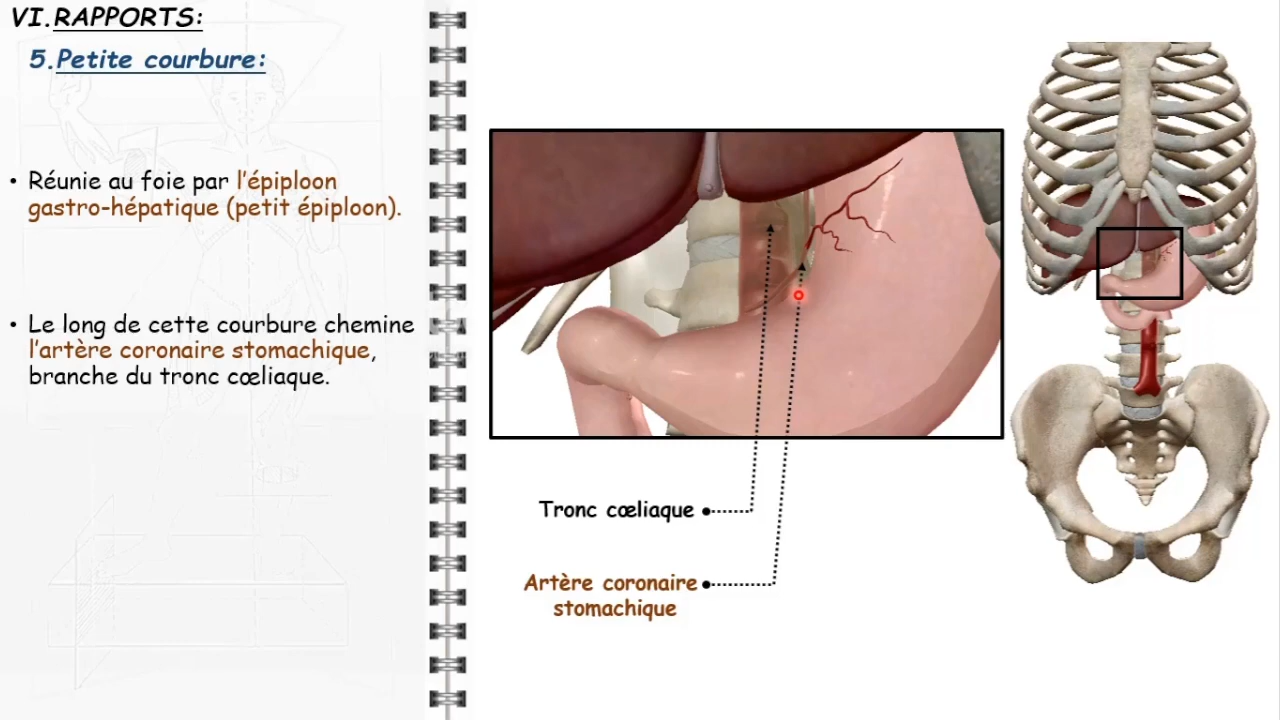 VI.RAPPORTS:
5.Petite courbure:
• Réunie au foie par l'épiploon
gastro-hépatique (petit épiploon).
• Le long de cette courbure chemine
l'artère coronaire stomachique,
branche du tronc cœliaque.
Tronc cœliaque
Artère coronaire
stomachique